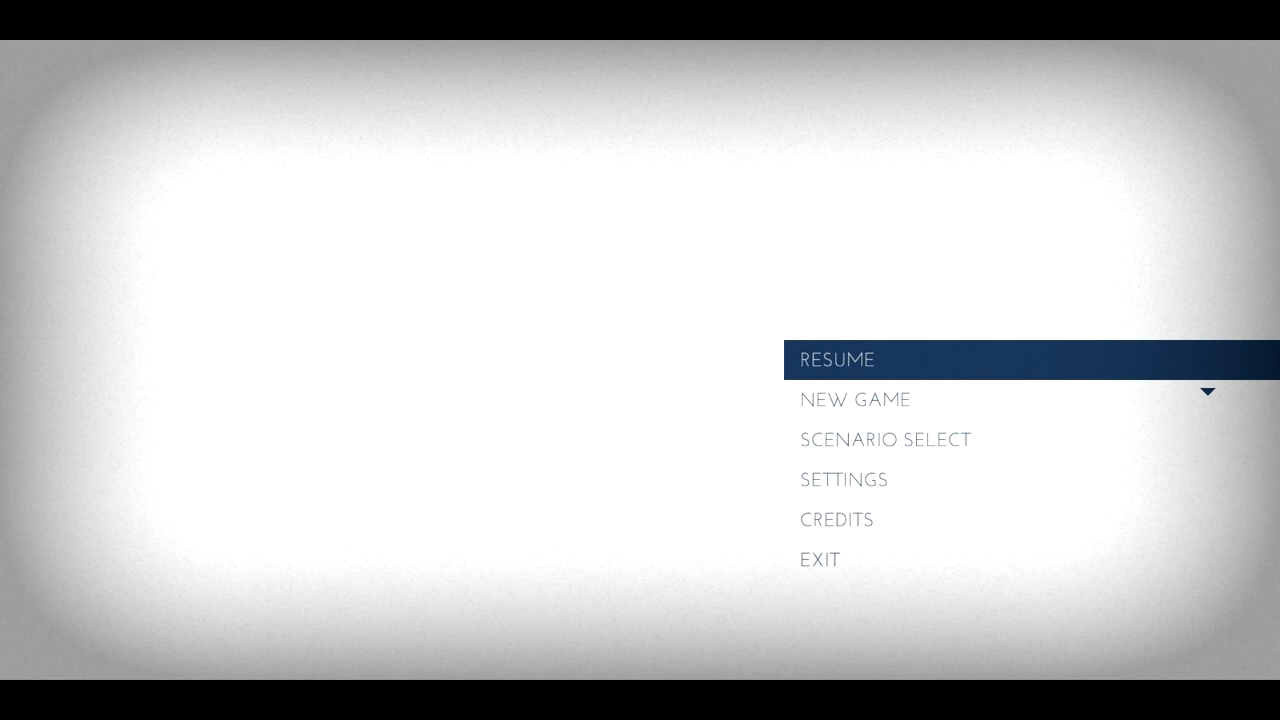 RESUME
NEW GAME
SCENARIO SELECT
SETTINGS
CREDITS
EXIT